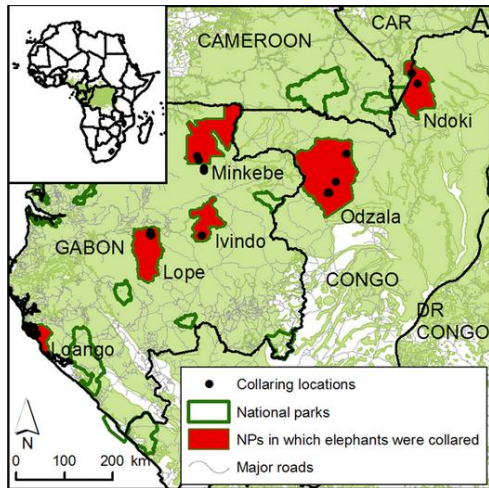 A
CAR
CAMEROON
Ndoki
Minkebe
Odzala
Ivindo
GABON
Lope
CONGO
DR
CONGO
Loango
Collaring locations
National parks
NPs in which elephants were collared
Major roads
N
0 100 200 km